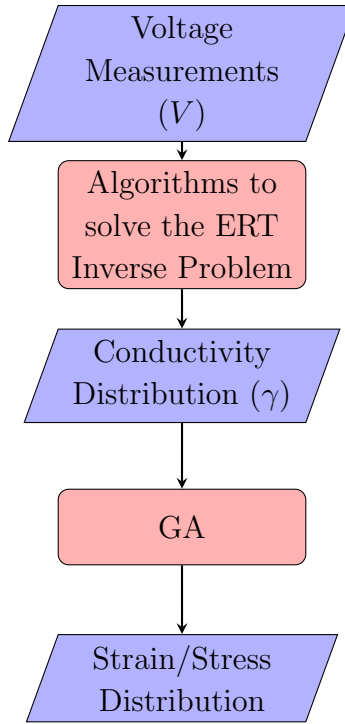 Voltage
Measurements
(V)
Algorithms to
solve the ERT
Inverse Problem
Conductivity
Distribution (γ)
GA
Strain/Stress
Distribution